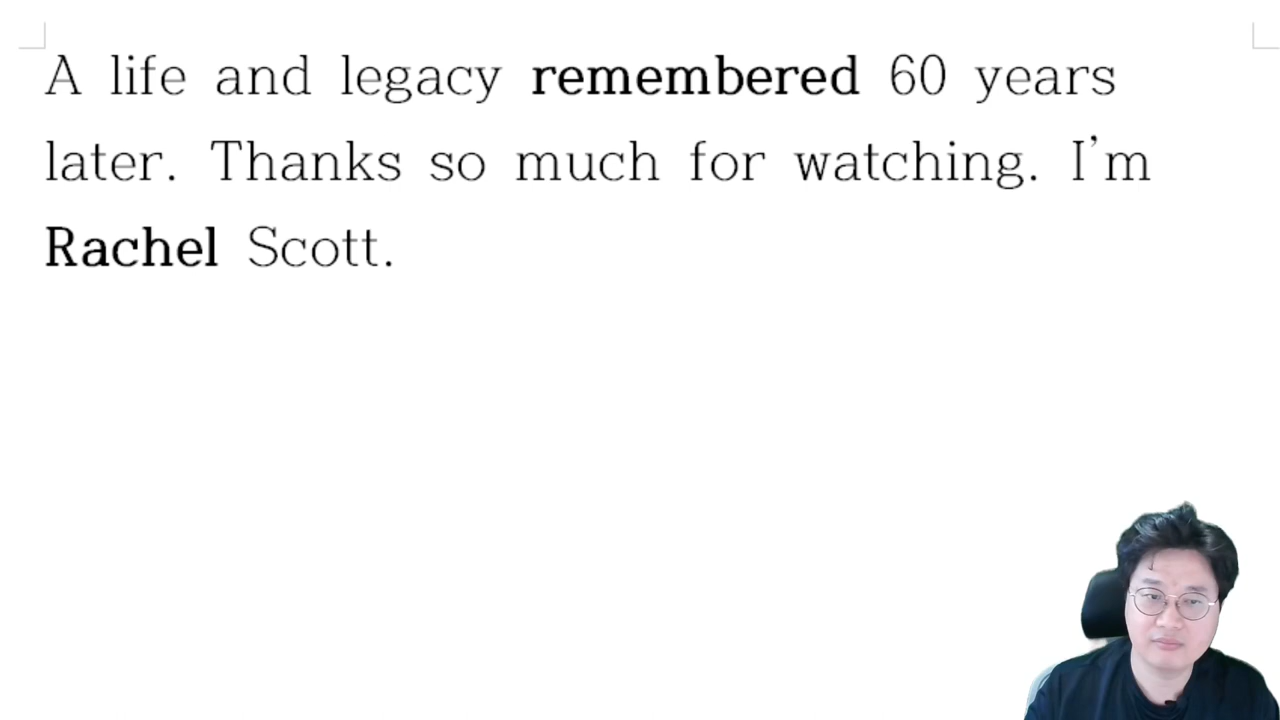 A life and legacy remembered 60 years
later. Thanks so much for watching. I'm
Rachel Scott.